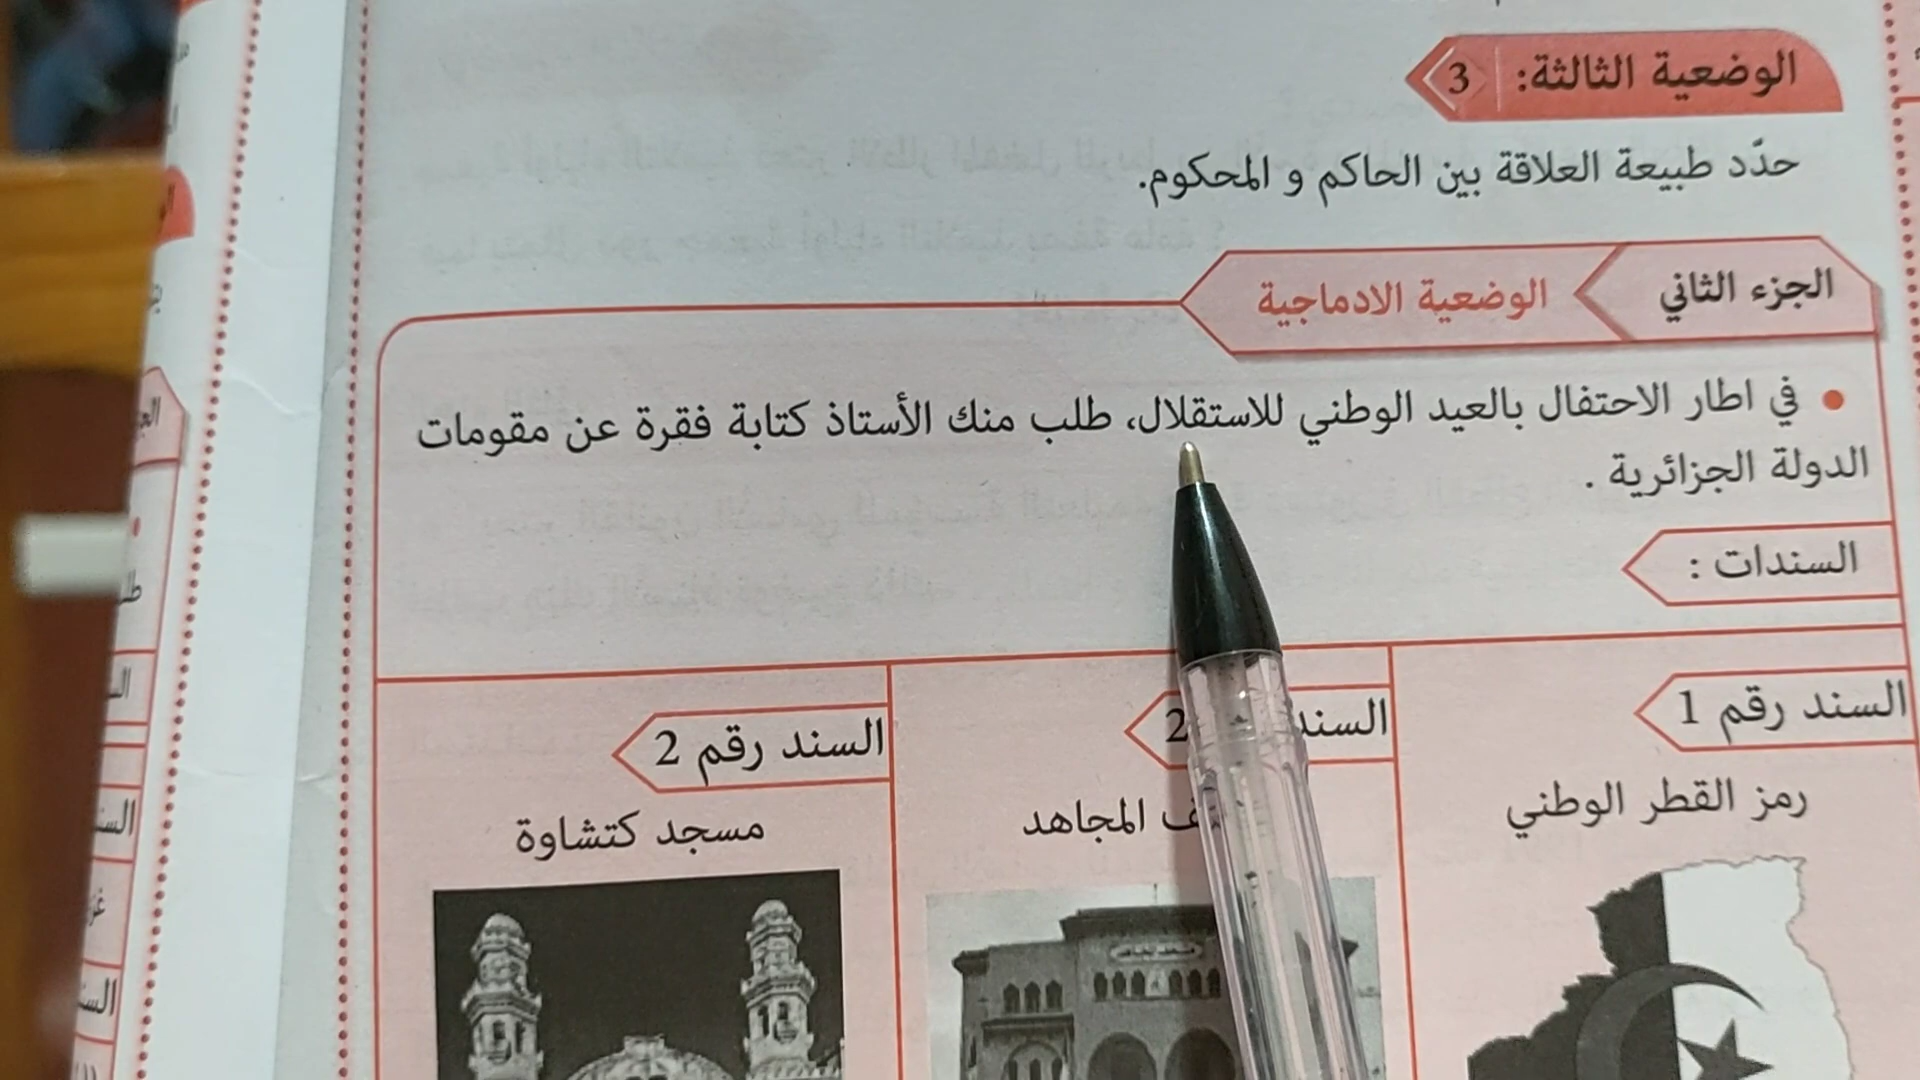 الوضعية الثالثة: 3
حدّد طبيعة العلاقة بين الحاكم و المحكوم.
الجزء الثاني الوضعية الادماجية
• في اطار الاحتفال بالعيد الوطني للاستقلال، طلب منك الأستاذ كتابة فقرة عن مقومات
الدولة الجزائرية .
السندات :
السند رقم 1
رمز القطر الوطني
السند 2
المجاهد
السند رقم 2
مسجد كتشاوة